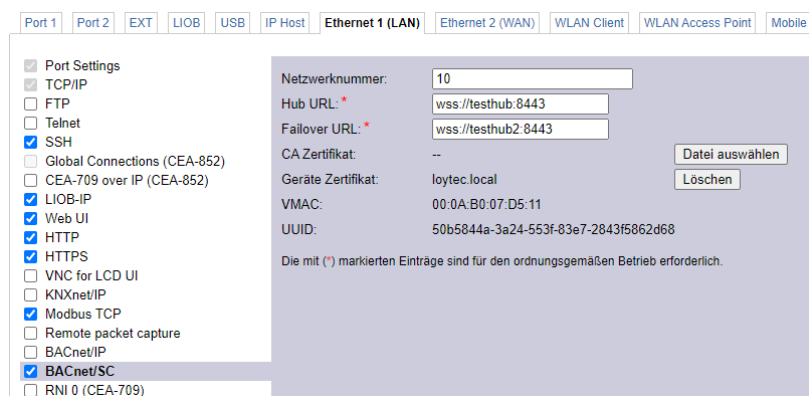 Port 1 Port 2 EXT LIOB USB IP Host Ethernet 1 (LAN) Ethernet 2 (WAN) WLAN Client WLAN Access Point Mobile
Port Settings
TCP/IP
FTP
Telnet
SSH
Global Connections (CEA-852)
CEA-709 over IP (CEA-852)
LIOB-IP
Web UI
HTTP
HTTPS
VNC for LCD UI
KNXnet/IP
Modbus TCP
Remote packet capture
BACnet/IP
BACnet/SC
RNI 0 (CEA-709)
Netzwerknummer: 10
Hub URL: * wss://testhub:8443
Failover URL: * wss://testhub2:8443
CA Zertifikat: -- Datei auswählen
Geräte Zertifikat: loytec.local Löschen
VMAC: 00:0A:B0:07:D5:11
UUID: 50b5844a-3a24-553f-83e7-2843f5862d68
Die mit (*) markierten Einträge sind für den ordnungsgemäßen Betrieb erforderlich.